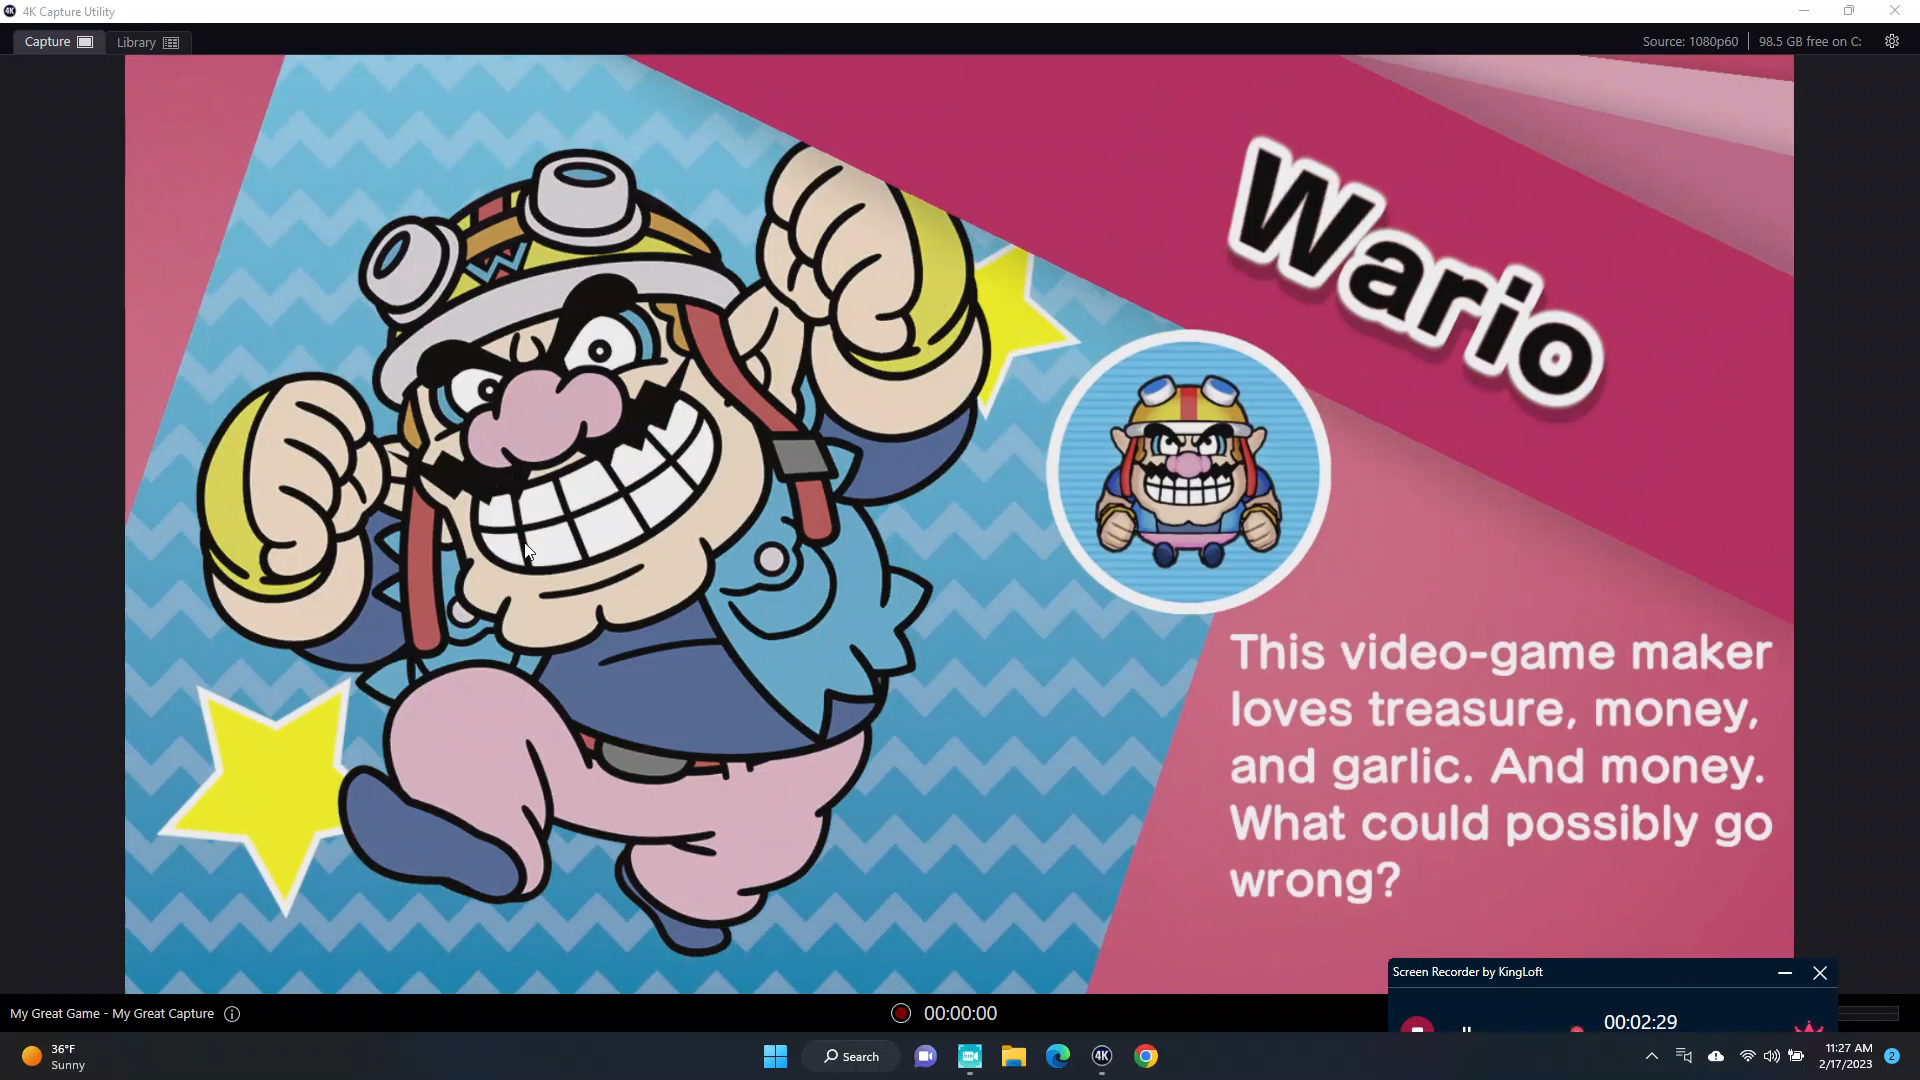 4K Capture Utility
Capture
Library
Source: 1080p60
98.5 GB free on C:
Wario
This video-game maker
loves treasure, money,
and garlic. And money.
What could possibly go
wrong?
Screen Recorder by KingLoft
00:02:29
My Great Game - My Great Capture
00:00:00
36°F
Sunny
Search
4K
11:27 AM
2/17/2023
2